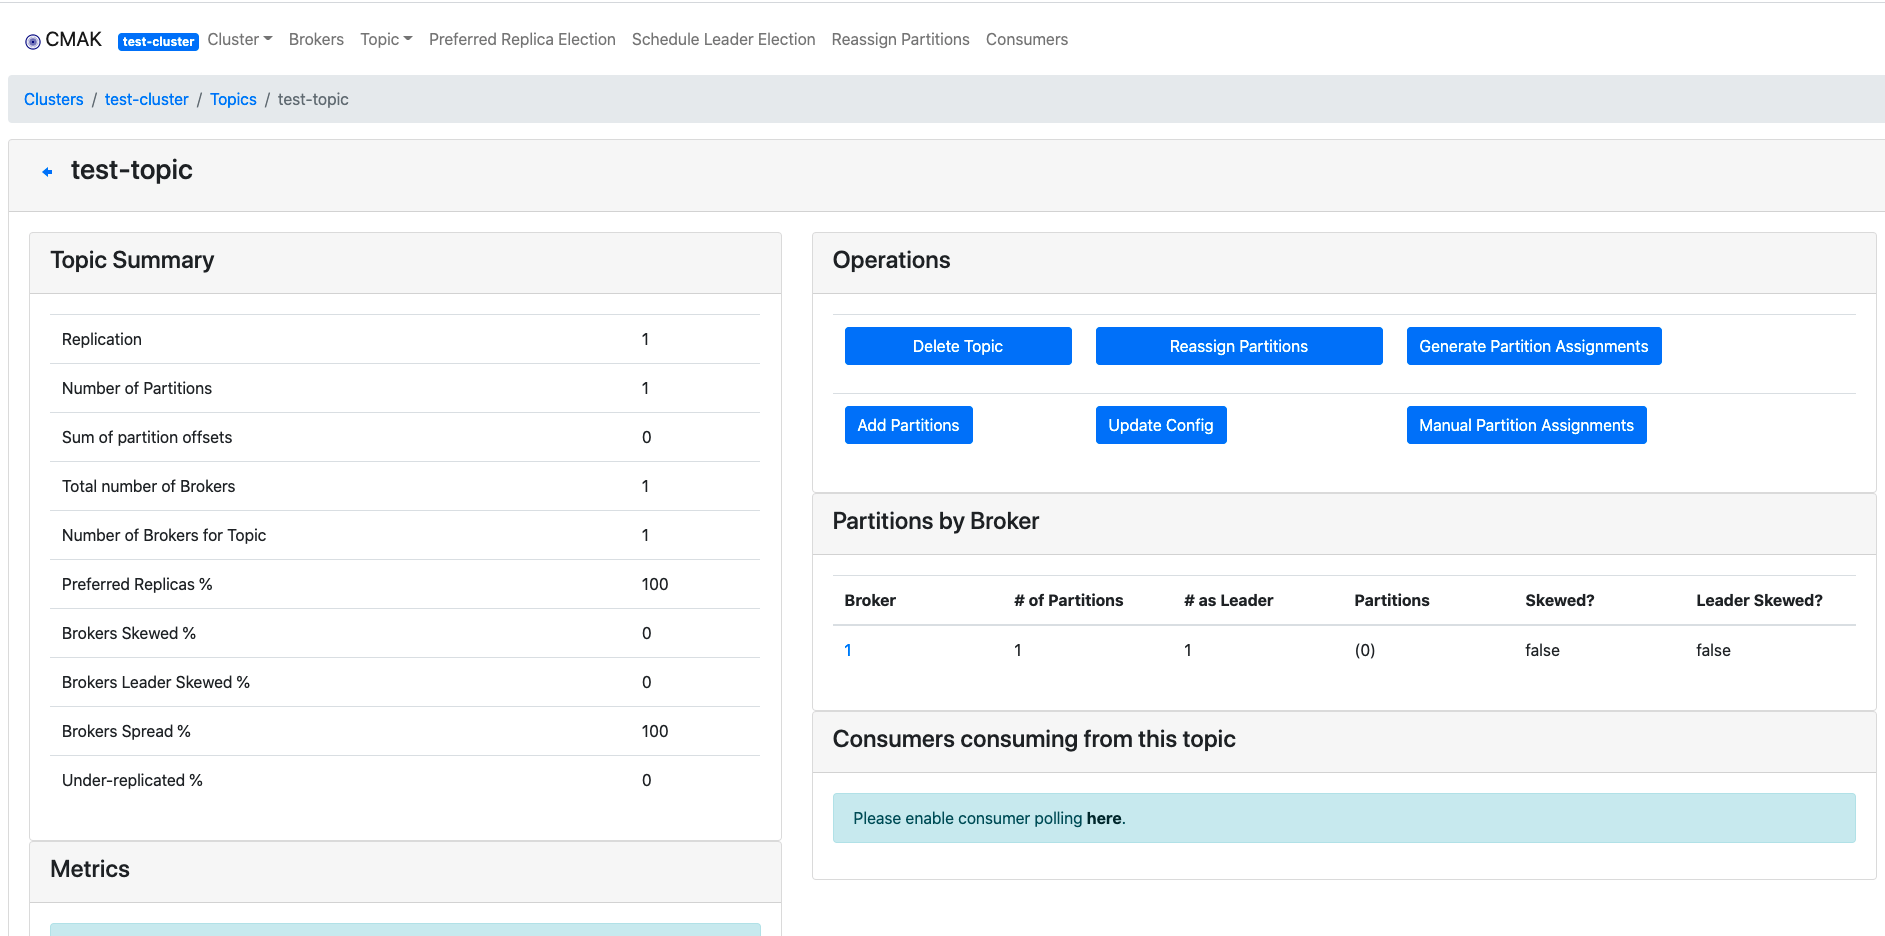 CMAK test-cluster Cluster Brokers Topic Preferred Replica Election Schedule Leader Election Reassign Partitions Consumers
Clusters / test-cluster / Topics / test-topic
test-topic
Topic Summary
Replication 1
Number of Partitions 1
Sum of partition offsets 0
Total number of Brokers 1
Number of Brokers for Topic 1
Preferred Replicas % 100
Brokers Skewed % 0
Brokers Leader Skewed % 0
Brokers Spread % 100
Under-replicated % 0
Metrics
Operations
Delete Topic Reassign Partitions Generate Partition Assignments
Add Partitions Update Config Manual Partition Assignments
Partitions by Broker
Broker # of Partitions # as Leader Partitions Skewed? Leader Skewed?
1 1 1 (0) false false
Consumers consuming from this topic
Please enable consumer polling here.